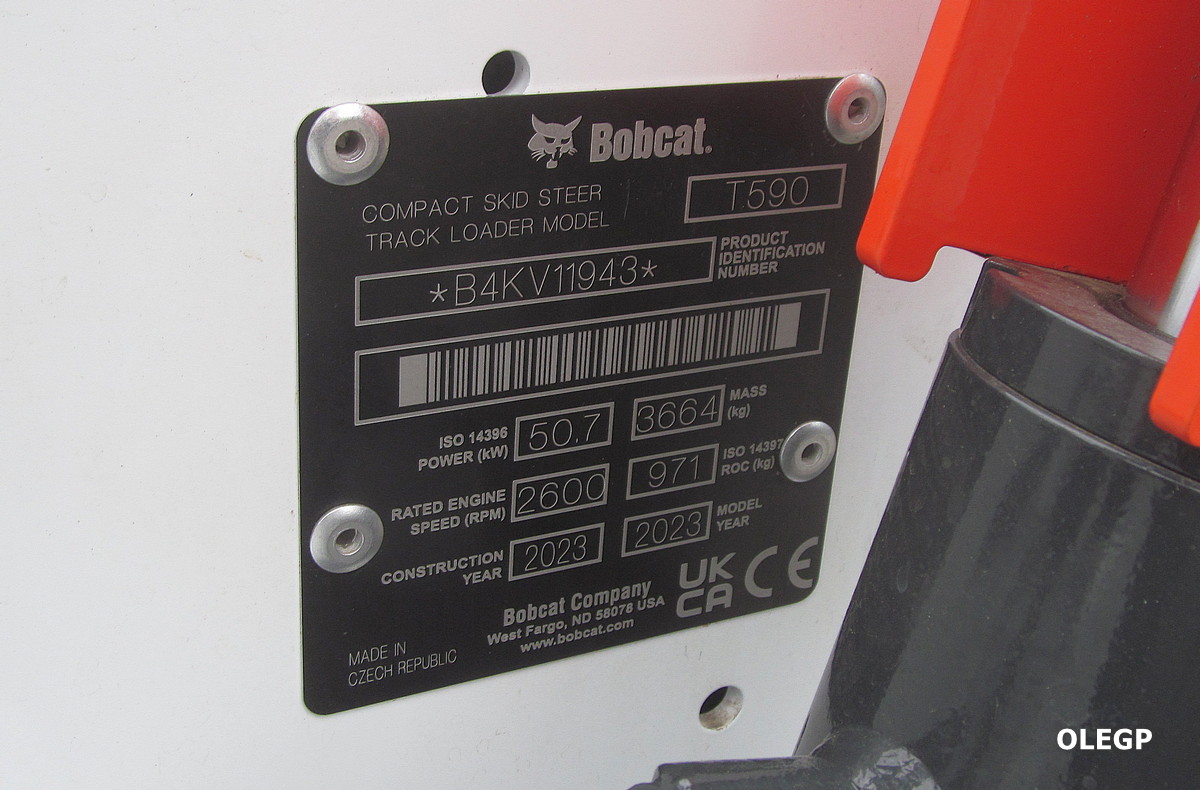 Bobcat.
COMPACT SKID STEER
TRACK LOADER MODEL
T590
*B4KV11943*
PRODUCT
IDENTIFICATION
NUMBER
ISO 14396
POWER (kW)
50.7
3664
MASS
(kg)
RATED ENGINE
SPEED (RPM)
2600
971
ISO 14397
ROC (kg)
CONSTRUCTION
YEAR
2023
2023
MODEL
YEAR
Bobcat Company
West Fargo, ND 58078 USA
www.bobcat.com
UK
CA
CE
MADE IN
CZECH REPUBLIC
OLEGP